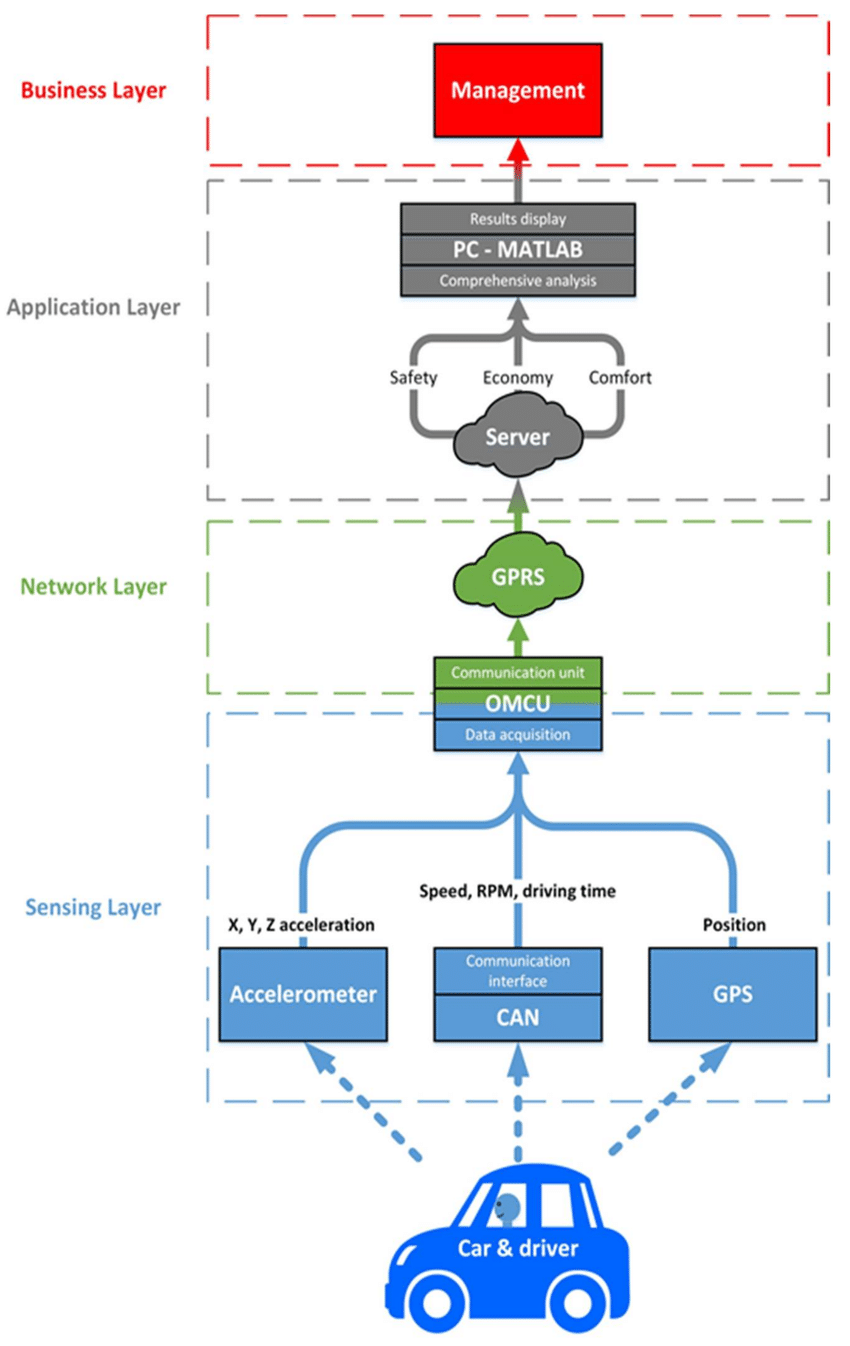 Business Layer
Management
Results display
PC - MATLAB
Comprehensive analysis
Application Layer
Safety
Economy
Comfort
Server
Network Layer
GPRS
Communication unit
OMCU
Data acquisition
Sensing Layer
Speed, RPM, driving time
X, Y, Z acceleration
Position
Accelerometer
Communication
interface
CAN
GPS
Car & driver